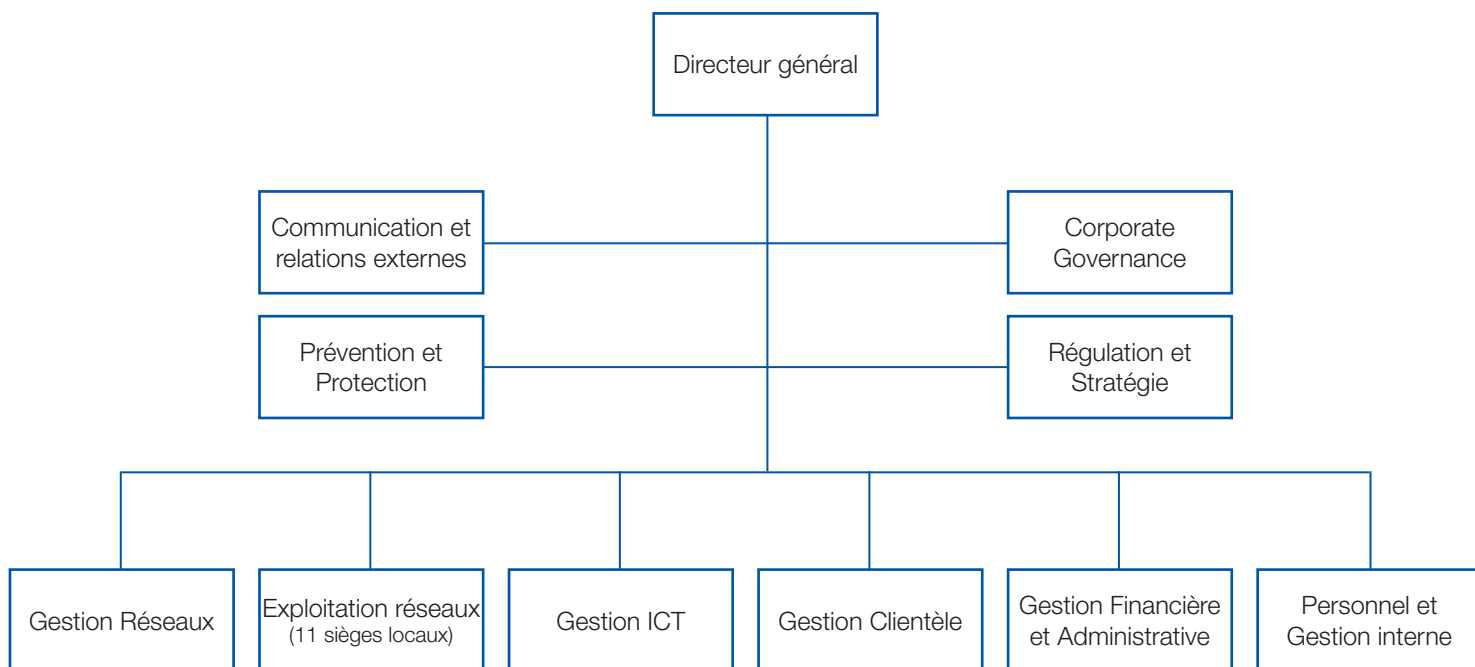 Directeur général
Communication et
relations externes
Corporate
Governance
Prévention et
Protection
Régulation et
Stratégie
Gestion Réseaux
Exploitation réseaux
(11 sièges locaux)
Gestion ICT
Gestion Clientèle
Gestion Financière
et Administrative
Personnel et
Gestion interne